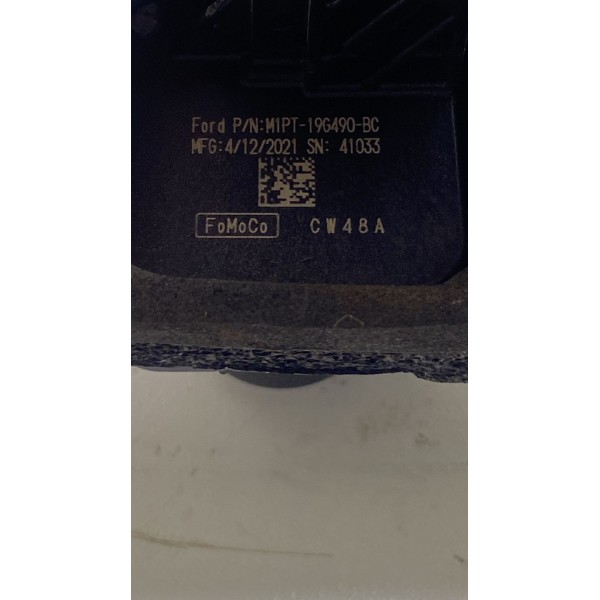 Ford P/N:M1PT-19G490-BC
MFG:4/12/2021 SN: 41033
FoMoCo CW48A